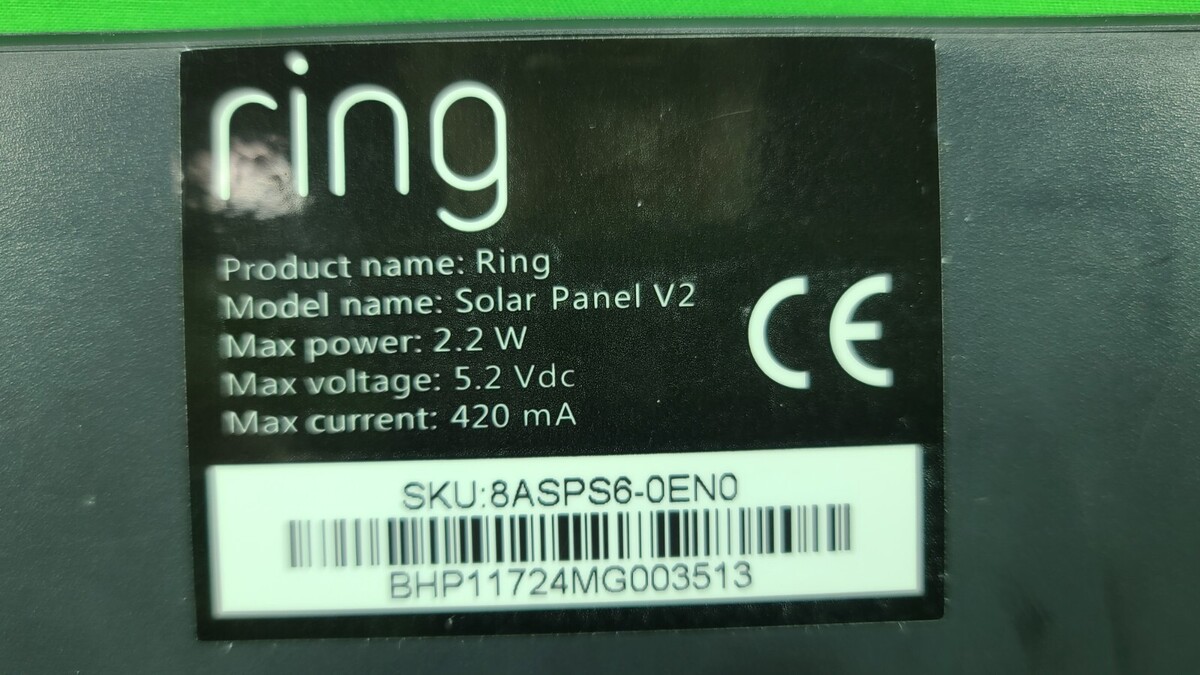 ring
Product name: Ring
Model name: Solar Panel V2
Max power: 2.2 W
Max voltage: 5.2 Vdc
Max current: 420 mA
CE
SKU:8ASPS6-0EN0
BHP11724MG003513